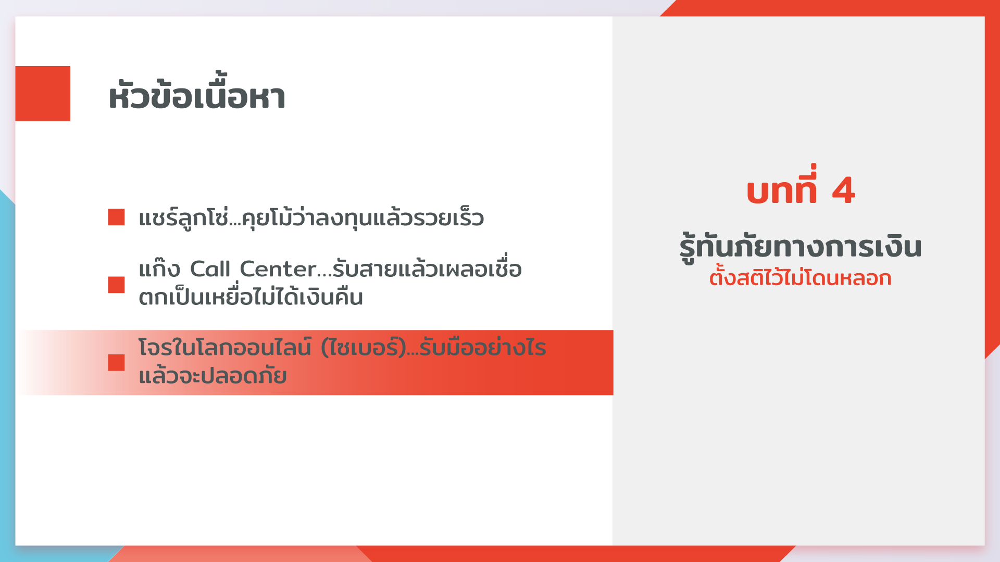 หัวข้อเนื้อหา
แชร์ลูกโซ่...คุยโม้ว่าลงทุนแล้วรวยเร็ว
แก๊ง Call Center...รับสายแล้วเผลอเชื่อ
ตกเป็นเหยื่อไม่ได้เงินคืน
โจรในโลกออนไลน์ (ไซเบอร์)...รับมืออย่างไร
แล้วจะปลอดภัย
บทที่ 4
รู้ทันภัยทางการเงิน
ตั้งสติไว้ไม่โดนหลอก